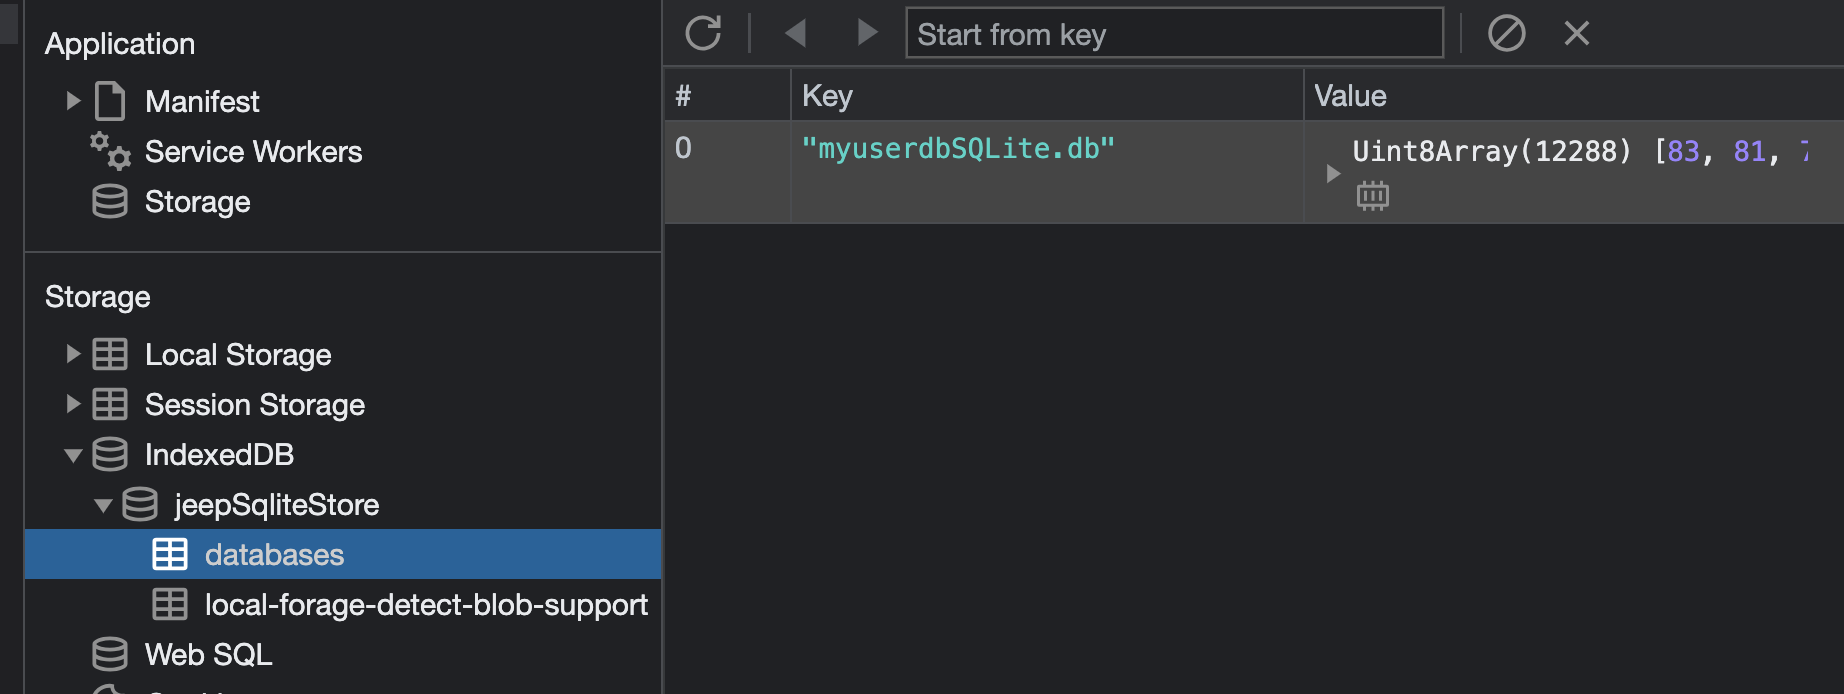 Application
Manifest
Service Workers
Storage
Storage
Local Storage
Session Storage
IndexedDB
jeepSqliteStore
databases
local-forage-detect-blob-support
Web SQL
Start from key
# Key Value
0 "myuserdbSQLite.db" Uint8Array(12288) [83, 81,